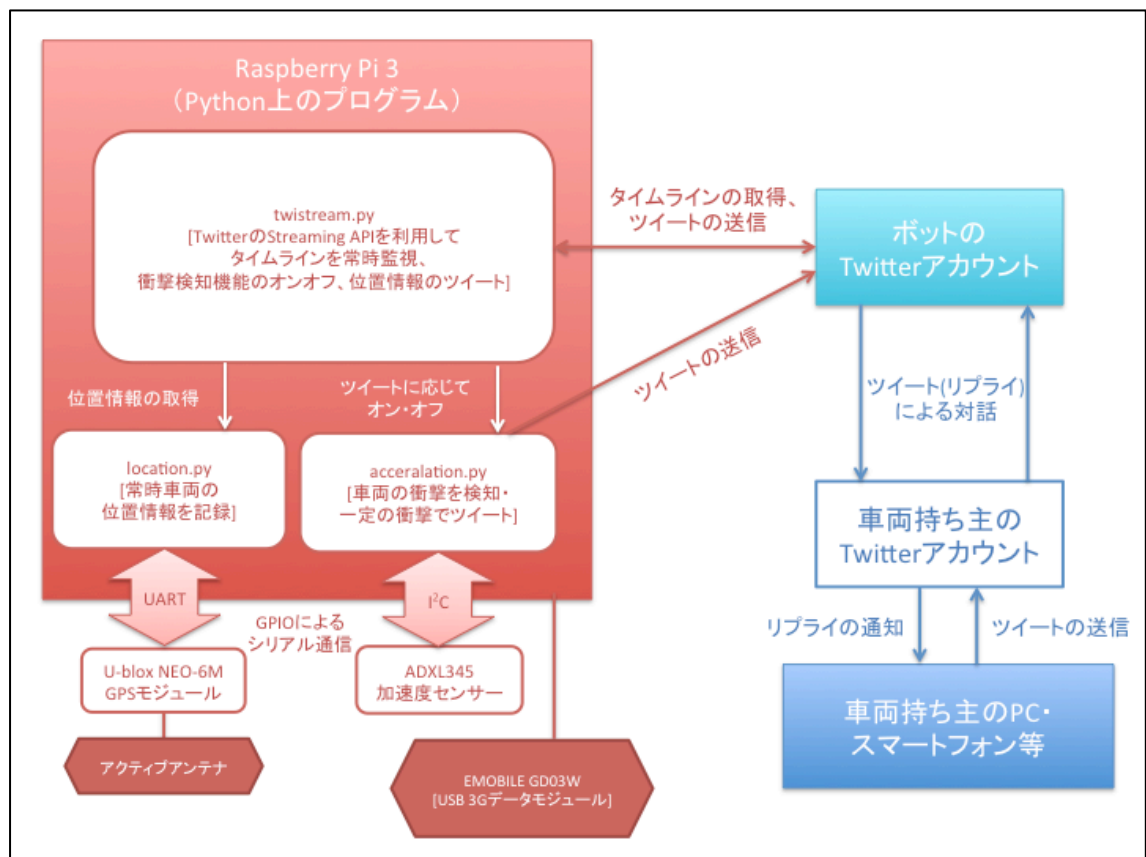 Raspberry Pi 3
（Python上のプログラム）
twistream.py
[TwitterのStreaming APIを利用して
タイムラインを常時監視、
衝撃検知機能のオンオフ、位置情報のツイート]
タイムラインの取得、
ツイートの送信
ボットの
Twitterアカウント
ツイートの送信
位置情報の取得
ツイートに応じて
オン・オフ
ツイート(リプライ)
による対話
location.py
[常時車両の
位置情報を記録]
acceralation.py
[車両の衝撃を検知・
一定の衝撃でツイート]
車両持ち主の
Twitterアカウント
UART
GPIOによる
シリアル通信
I²C
リプライの通知
ツイートの送信
U-blox NEO-6M
GPSモジュール
ADXL345
加速度センサー
車両持ち主のPC・
スマートフォン等
アクティブアンテナ
EMOBILE GD03W
[USB 3Gデータモジュール]